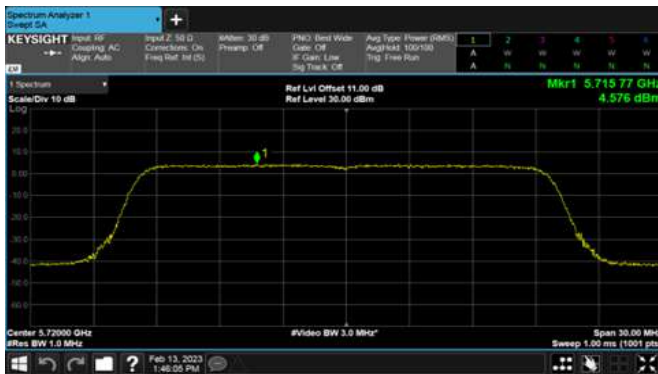 Spectrum Analyzer 1
Swept SA
+
KEYSIGHT
Input: RF
Coupling: AC
Align: Auto
Input Z: 50 Ω
Corrections: On
Freq Ref: Int (S)
#Atten: 30 dB
Preamp: Off
PNO: Best Wide
Gate: Off
IF Gain: Low
Sig Track: Off
Avg Type: Power (RMS)
Avg|Hold: 100/100
Trig: Free Run
1 2 3 4 5 6
A W W W W W
A N N N N N
1 Spectrum
Scale/Div 10 dB
Ref Lvl Offset 11.00 dB
Ref Level 30.00 dBm
Mkr1 5.715 77 GHz
4.576 dBm
Log
20.0
10.0
0.00
-10.0
-20.0
-30.0
-40.0
-50.0
-60.0
1
Center 5.72000 GHz
#Res BW 1.0 MHz
#Video BW 3.0 MHz*
Span 30.00 MHz
Sweep 1.00 ms (1001 pts)
?
Feb 13, 2023
1:46:05 PM